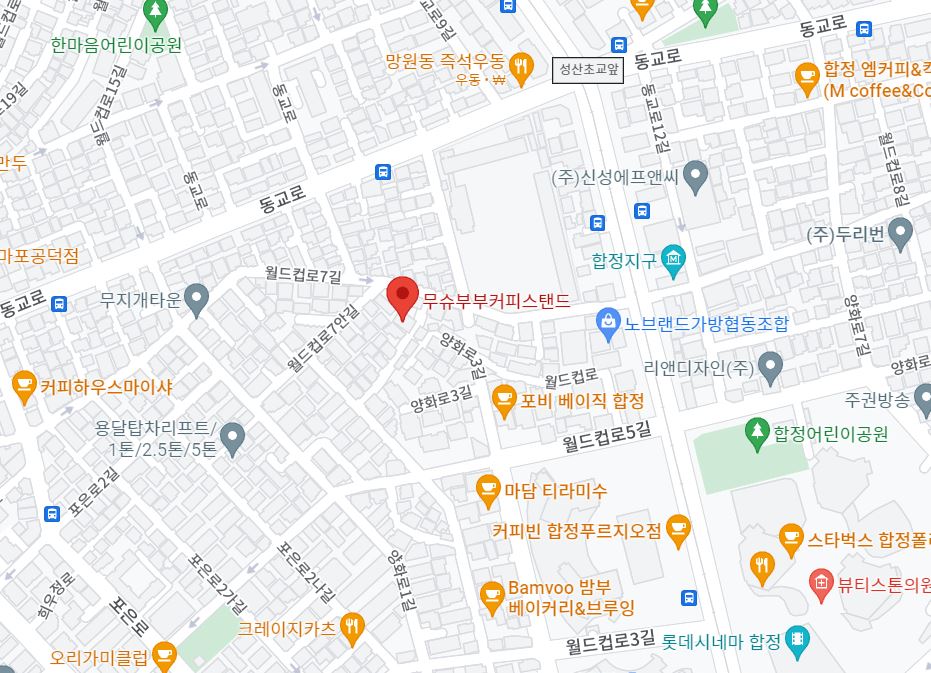 동교로9길
동교로
한마음어린이공원
망원동 즉석우동
우동 · ₩
성산초교앞
동교로
합정 엠커피&
(M coffee&Co
월드컵로15길
19길
동교로
동교로12길
월드컵로8길
만두
동교로
동교로
(주)신성에프앤씨
(주)두리번
마포공덕점
합정지구
월드컵로7길
동교로
무지개타운
무슈부부커피스탠드
노브랜드가방협동조합
양화로7길
월드컵로7안길
양화로3길
리앤디자인(주)
양화로
월드컵로
커피하우스마이샤
양화로3길
포비 베이직 합정
주권방송
용달탑차리프트/
1톤/2.5톤/5톤
월드컵로5길
합정어린이공원
포은로2길
마담 티라미수
커피빈 합정푸르지오점
스타벅스 합정폴
희우정로
포은로2가길
포은로2나길
양화로1길
Bamvoo 밤부
베이커리&브루잉
뷰티스톤의원
포은로
크레이지카츠
월드컵로3길
롯데시네마 합정
오리가미클럽